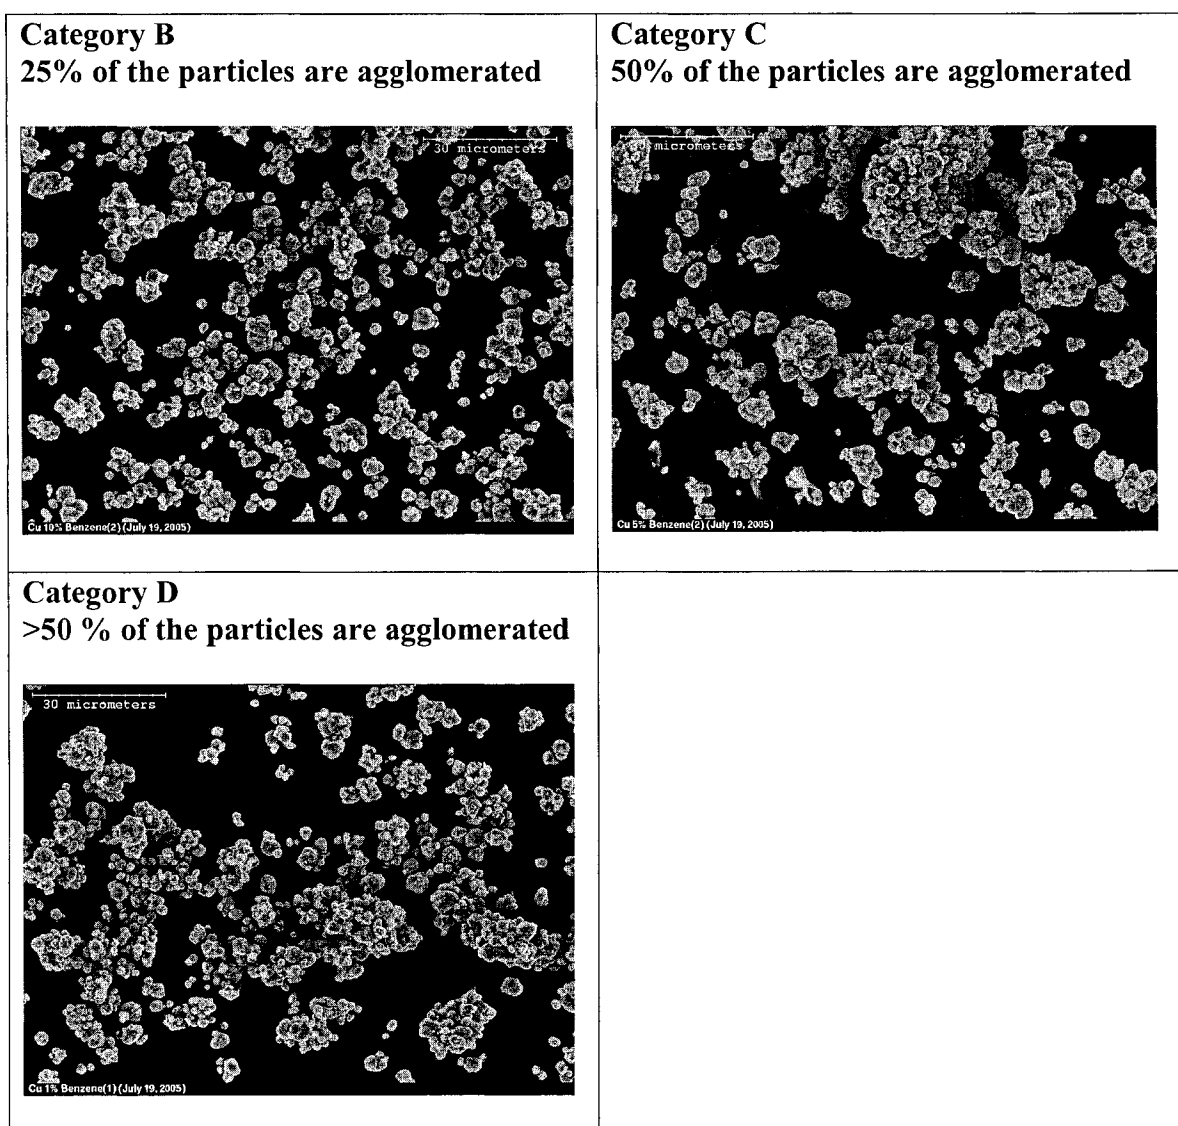 Category B
25% of the particles are agglomerated
30 micrometers
Cu 10% Benzene(2) (July 19, 2005)
Category C
50% of the particles are agglomerated
micrometers
Cu 5% Benzene(2) (July 19, 2005)
Category D
>50 % of the particles are agglomerated
30 micrometers
Cu 1% Benzene(1) (July 19, 2005)